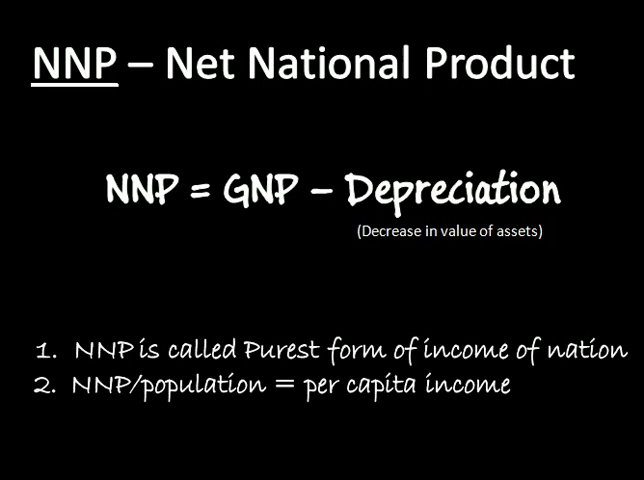 NNP – Net National Product
NNP = GNP – Depreciation
(Decrease in value of assets)
1. NNP is called Purest form of income of nation
2. NNP/population = per capita income